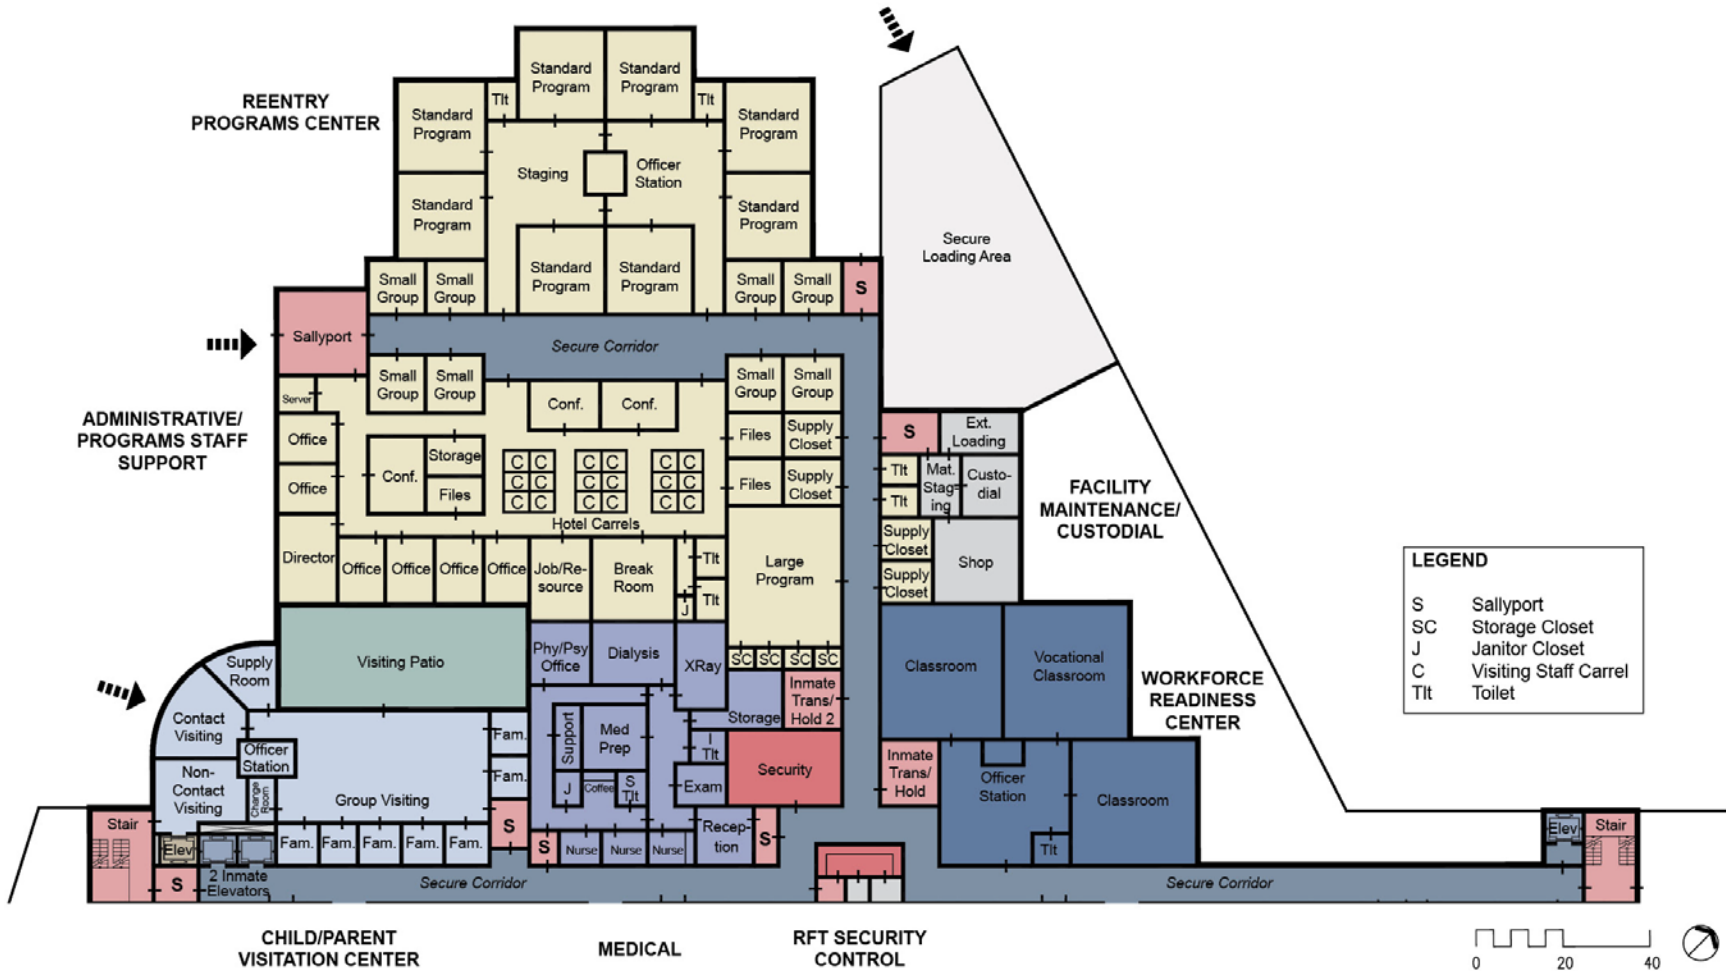 REENTRY
PROGRAMS CENTER
Standard
Program
Standard
Program
Tlt
Tlt
Standard
Program
Standard
Program
Staging
Officer
Station
Standard
Program
Standard
Program
Standard
Program
Standard
Program
Small
Group
Small
Group
Small
Group
Small
Group
S
Secure
Loading Area
Sallyport
Secure Corridor
ADMINISTRATIVE/
PROGRAMS STAFF
SUPPORT
Server
Small
Group
Small
Group
Conf.
Conf.
Small
Group
Small
Group
Office
Office
Director
Conf.
Storage
Files
C C C C C C
C C C C C C
C C C C C C
Hotel Carrels
Files
Supply
Closet
Files
Supply
Closet
Office
Office
Office
Office
Job/Re-
source
Break
Room
Tlt
Tlt
J
Large
Program
S
Ext.
Loading
Tlt
Tlt
Mat.
Stag-
ing
Custo-
dial
Supply
Closet
Supply
Closet
Shop
FACILITY
MAINTENANCE/
CUSTODIAL
LEGEND
S Sallyport
SC Storage Closet
J Janitor Closet
C Visiting Staff Carrel
Tlt Toilet
Visiting Patio
Supply
Room
Contact
Visiting
Non-
Contact
Visiting
Officer
Station
Change
Room
Group Visiting
Fam.
Fam.
Fam.
Fam.
Fam.
Fam.
Fam.
S
Phy/Psy
Office
Dialysis
XRay
SC SC SC SC
Storage
Inmate
Trans/
Hold 2
Support
Med
Prep
Tlt
Security
J
Coffee
S
Tlt
Exam
Recep-
tion
S
S
Nurse
Nurse
Nurse
Classroom
Vocational
Classroom
WORKFORCE
READINESS
CENTER
Inmate
Trans/
Hold
Officer
Station
Classroom
Tlt
Stair
Elev
S
2 Inmate
Elevators
Secure Corridor
Secure Corridor
Elev
Stair
CHILD/PARENT
VISITATION CENTER
MEDICAL
RFT SECURITY
CONTROL
0 20 40